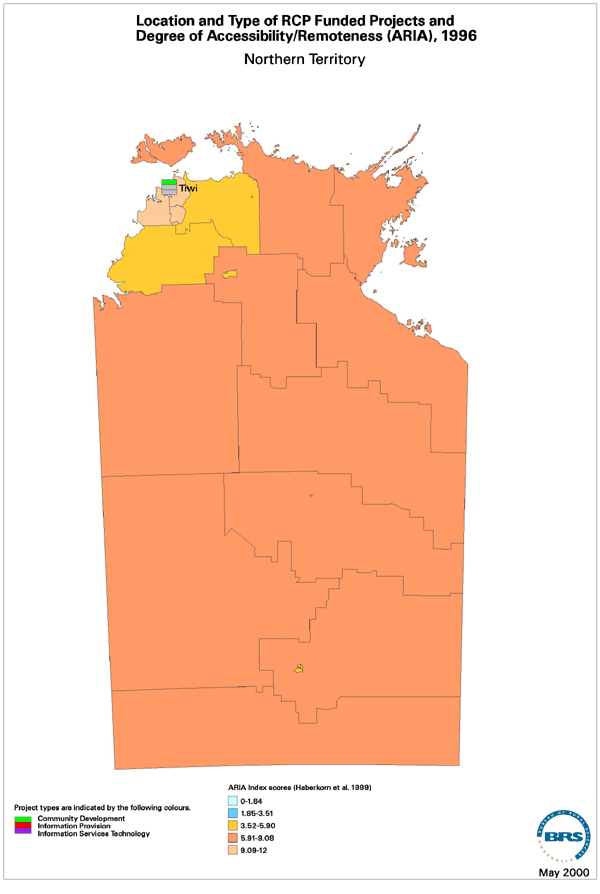 Location and Type of RCP Funded Projects and
Degree of Accessibility/Remoteness (ARIA), 1996
Northern Territory
Tiwi
ARIA Index scores (Haberkorn et al. 1999)
0-1.84
1.85-3.51
3.52-5.90
5.91-9.08
9.09-12
Project types are indicated by the following colours.
Community Development
Information Provision
Information Services Technology
BRS
May 2000